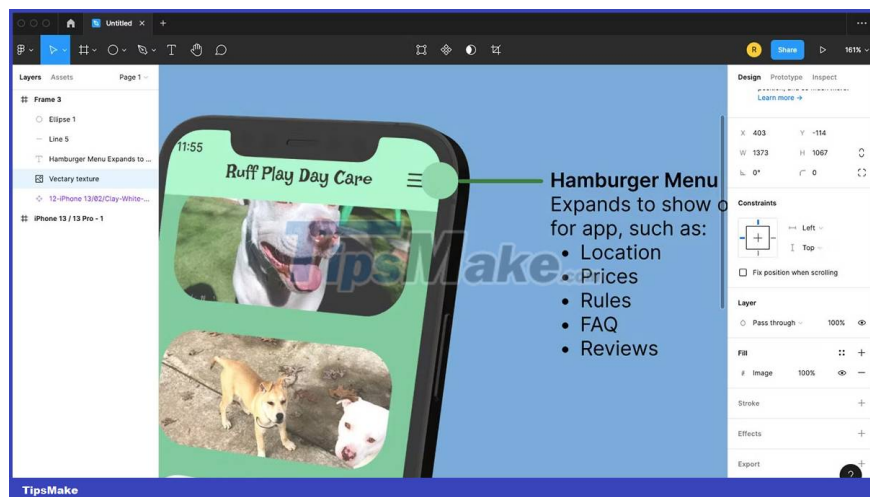 Untitled
161%
R
Share
Layers
Assets
Page 1
Design
Prototype
Inspect
Learn more →
Frame 3
Ellipse 1
Line 5
Hamburger Menu Expands to ...
Vectary texture
12-iPhone 13/02/Clay-White-...
iPhone 13 / 13 Pro - 1
11:55
Ruff Play Day Care
Hamburger Menu
Expands to show o
for app, such as:
• Location
• Prices
• Rules
• FAQ
• Reviews
TipsMake.com
X 403
Y -114
W 1373
H 1067
0°
0
Constraints
Left
Top
Fix position when scrolling
Layer
Pass through
100%
Fill
Image
100%
Stroke
Effects
Export
?
TipsMake